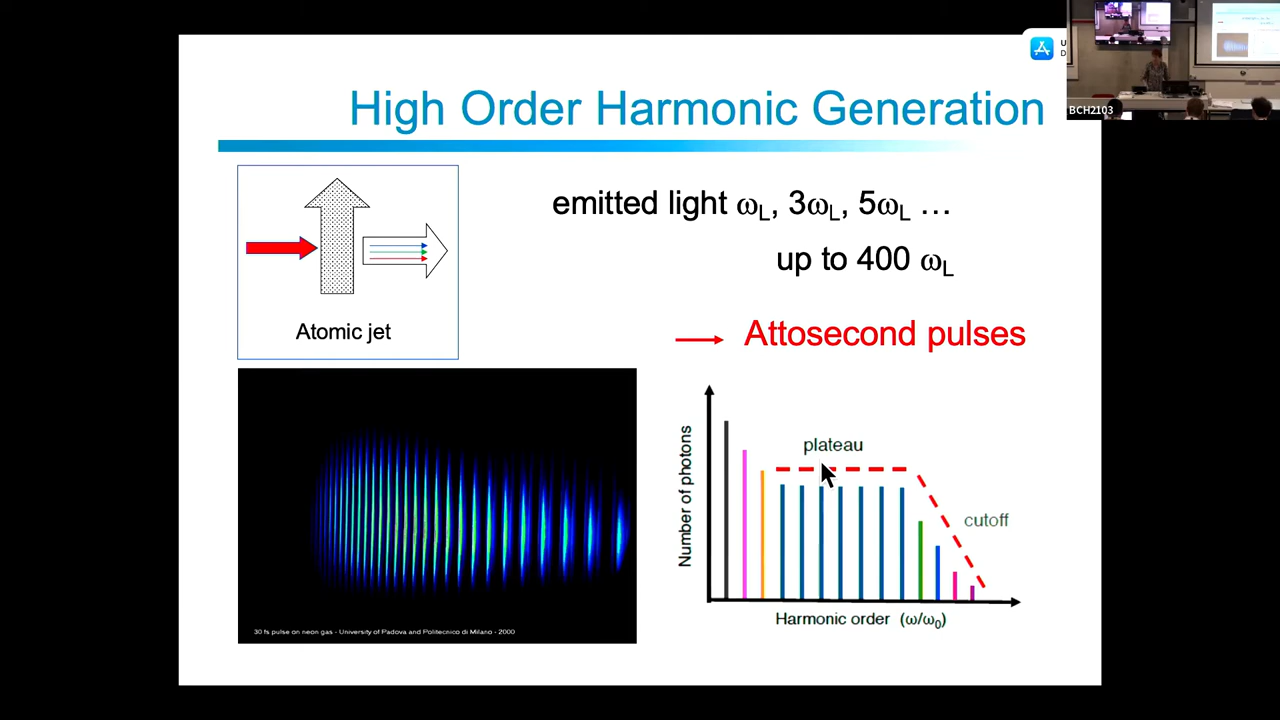 High Order Harmonic Generation
emitted light ωL, 3ωL, 5ωL …
up to 400 ωL
Atomic jet
→ Attosecond pulses
plateau
cutoff
Number of photons
Harmonic order (ω/ω0)
30 fs pulse on neon gas - University of Padova and Politecnico di Milano - 2000
U
D
BCH2103